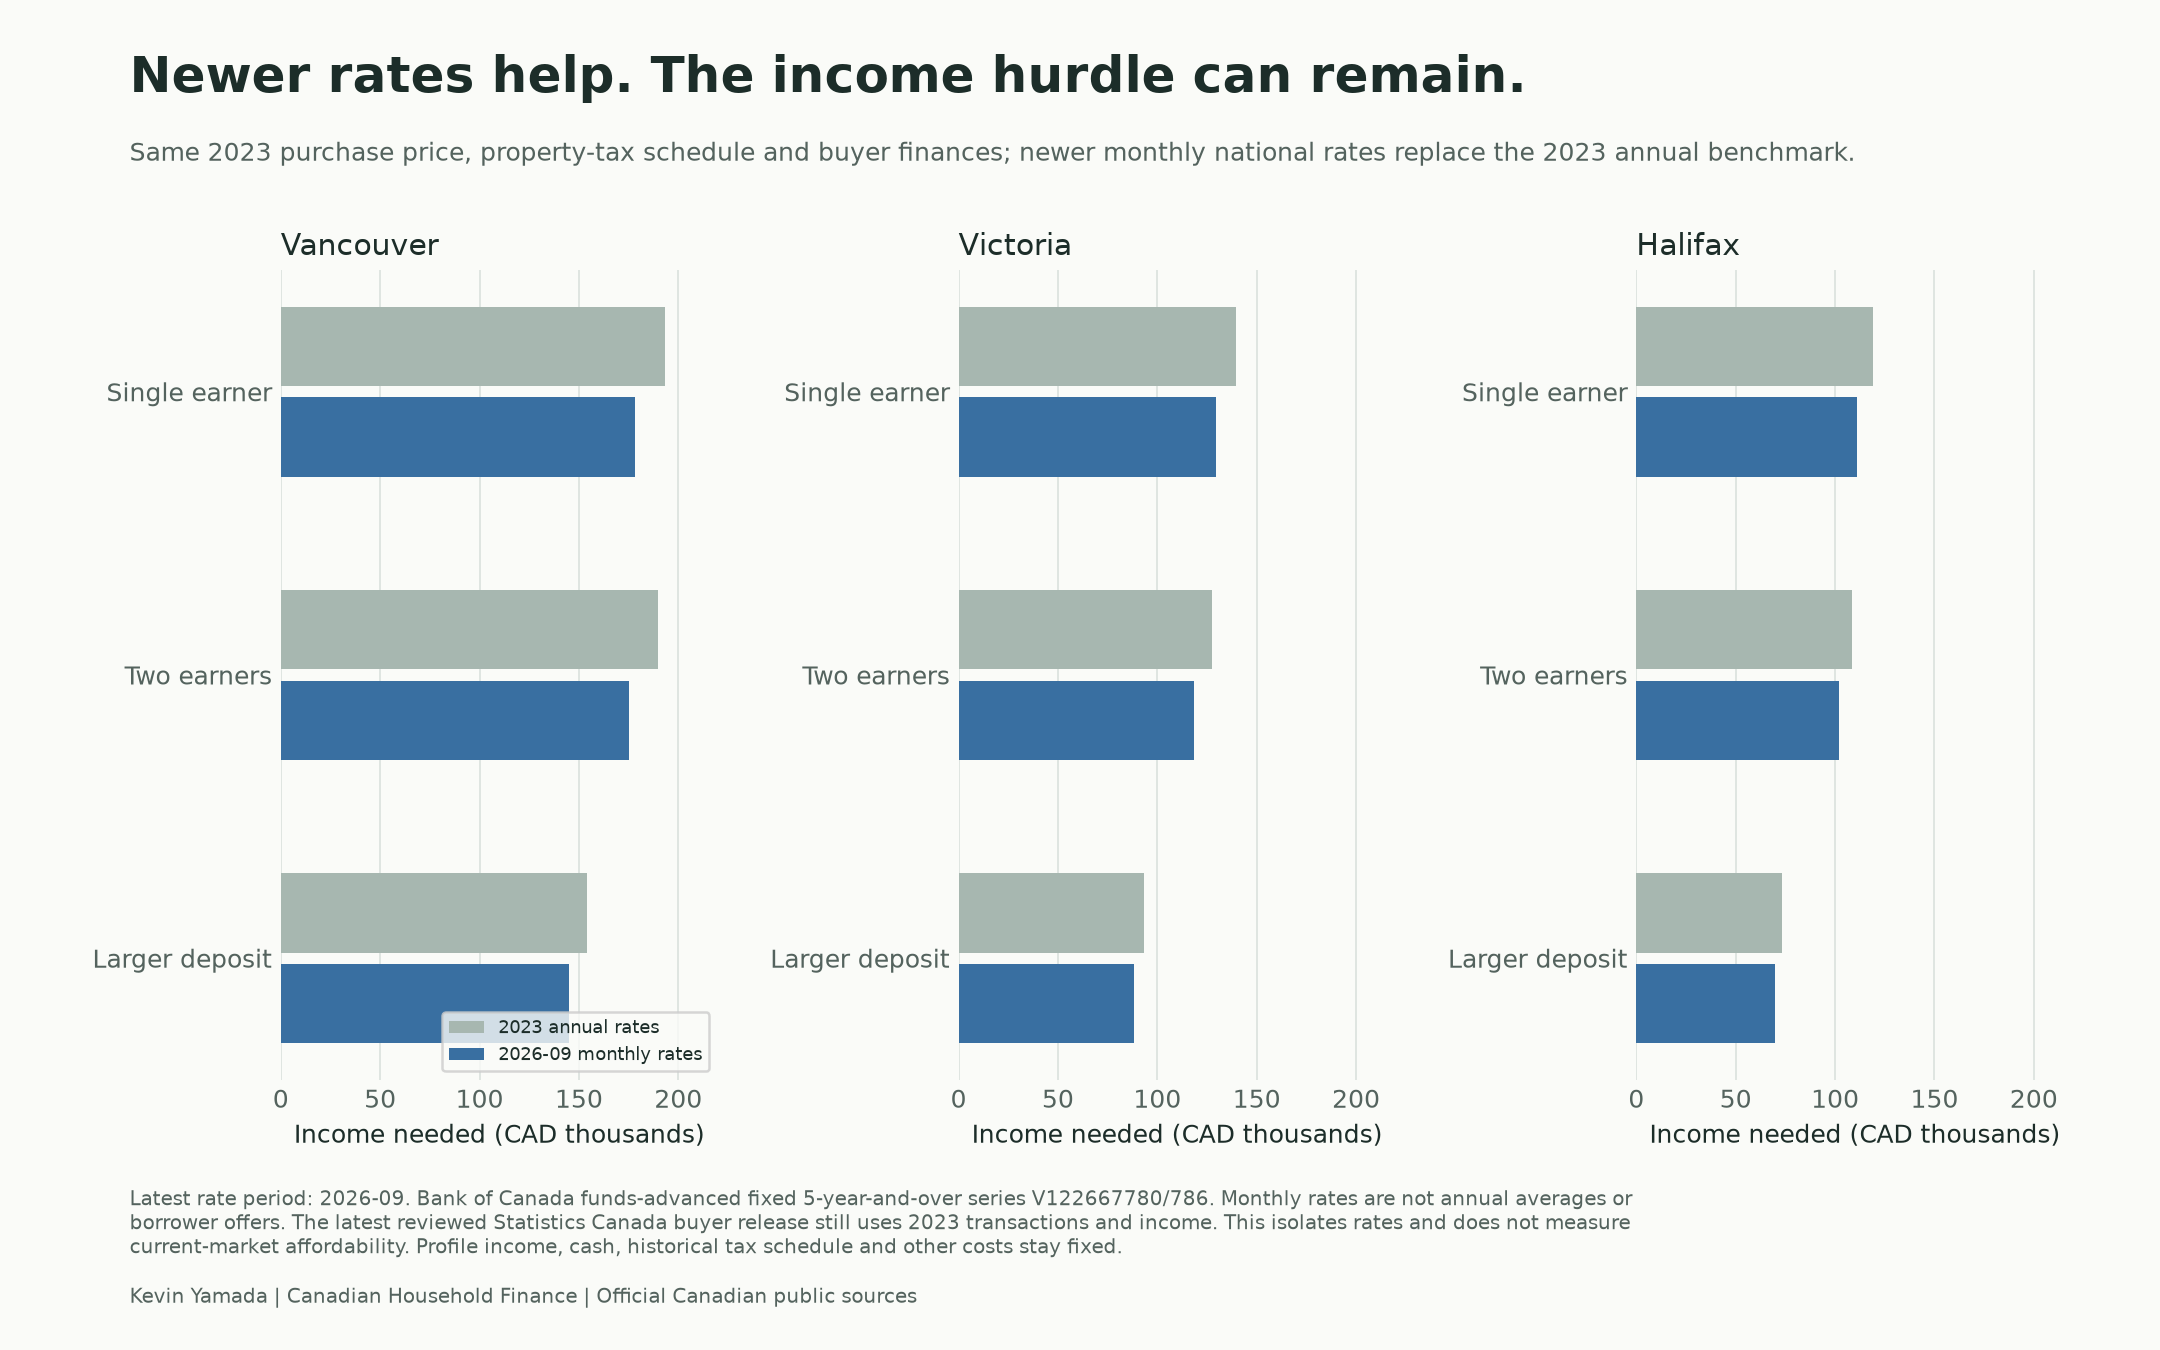 Newer rates help. The income hurdle can remain.
Same 2023 purchase price, property-tax schedule and buyer finances; newer monthly national rates replace the 2023 annual benchmark.
Vancouver
Single earner
Two earners
Larger deposit
2023 annual rates
2026-09 monthly rates
0 50 100 150 200
Income needed (CAD thousands)
Victoria
Single earner
Two earners
Larger deposit
0 50 100 150 200
Income needed (CAD thousands)
Halifax
Single earner
Two earners
Larger deposit
0 50 100 150 200
Income needed (CAD thousands)
Latest rate period: 2026-09. Bank of Canada funds-advanced fixed 5-year-and-over series V122667780/786. Monthly rates are not annual averages or
borrower offers. The latest reviewed Statistics Canada buyer release still uses 2023 transactions and income. This isolates rates and does not measure
current-market affordability. Profile income, cash, historical tax schedule and other costs stay fixed.
Kevin Yamada | Canadian Household Finance | Official Canadian public sources